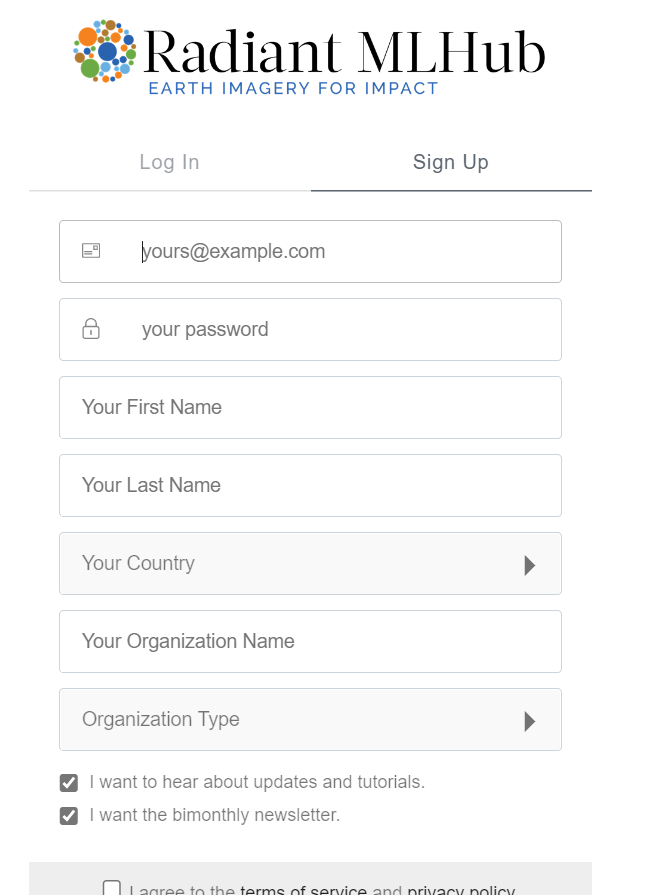 Radiant MLHub
EARTH IMAGERY FOR IMPACT
Log In Sign Up
yours@example.com
your password
Your First Name
Your Last Name
Your Country
Your Organization Name
Organization Type
I want to hear about updates and tutorials.
I want the bimonthly newsletter.
I agree to the terms of service and privacy policy